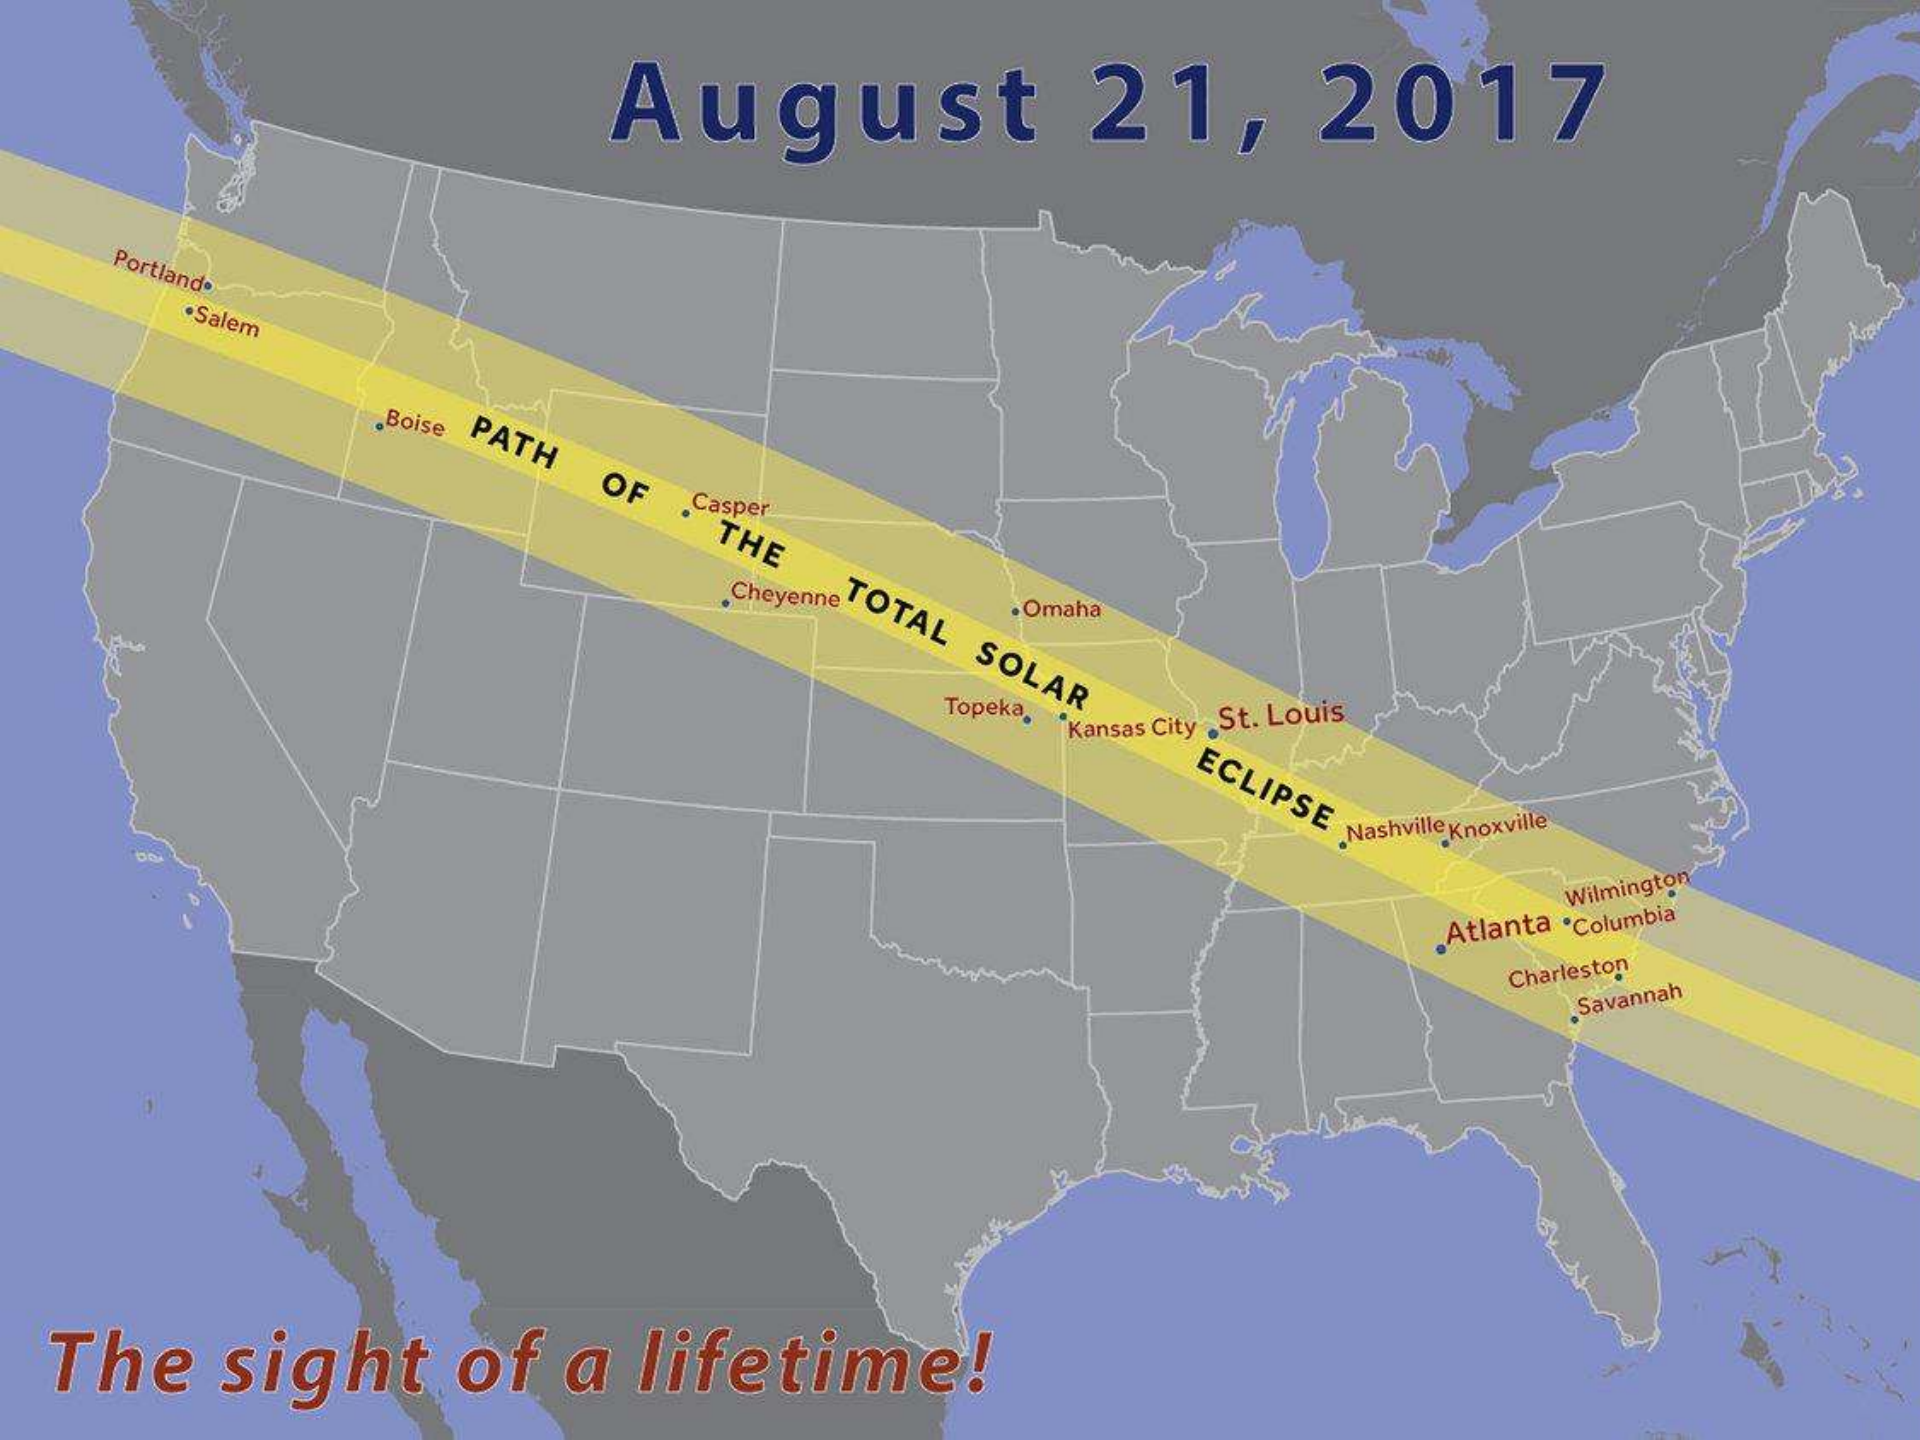 August 21, 2017
Portland
Salem
Boise
PATH OF THE TOTAL SOLAR ECLIPSE
Casper
Cheyenne
Omaha
Topeka
Kansas City
St. Louis
Nashville
Knoxville
Wilmington
Atlanta
Columbia
Charleston
Savannah
The sight of a lifetime!